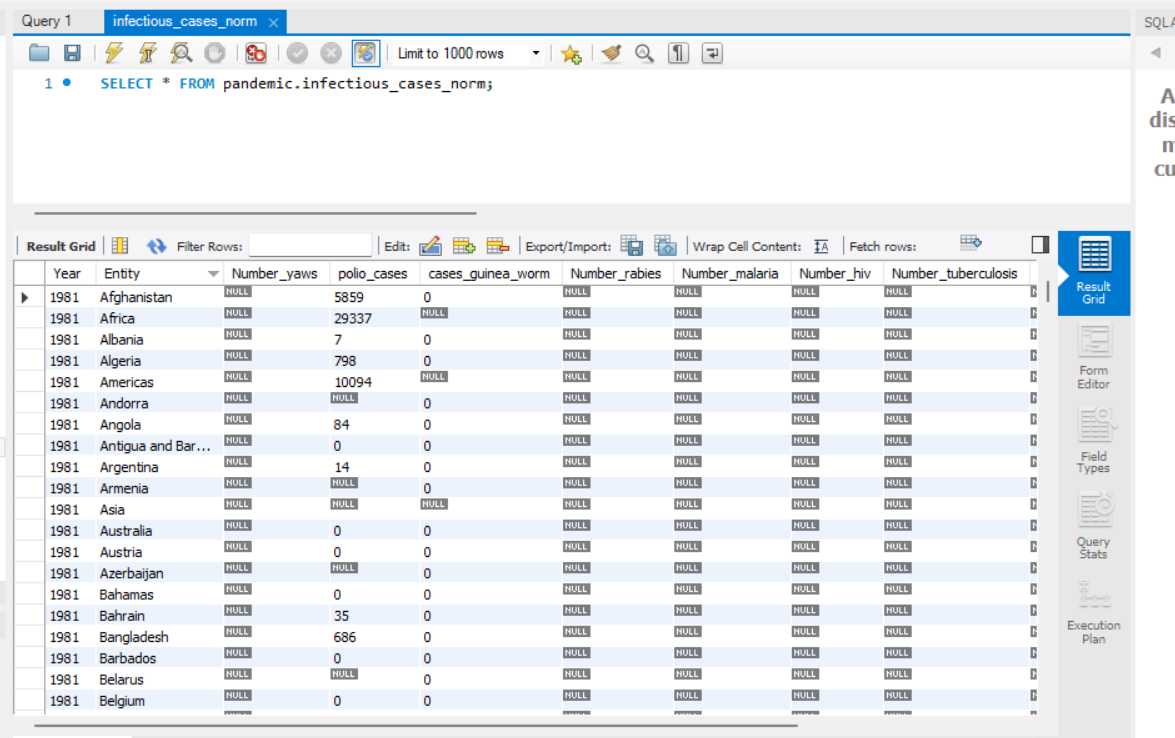 Query 1 infectious_cases_norm × SQLA
Limit to 1000 rows
1 SELECT * FROM pandemic.infectious_cases_norm;
A
dis
m
cu
Result Grid Filter Rows: Edit: Export/Import: Wrap Cell Content: Fetch rows:
Year Entity Number_yaws polio_cases cases_guinea_worm Number_rabies Number_malaria Number_hiv Number_tuberculosis
1981 Afghanistan NULL 5859 0 NULL NULL NULL NULL
1981 Africa NULL 29337 NULL NULL NULL NULL NULL
1981 Albania NULL 7 0 NULL NULL NULL NULL
1981 Algeria NULL 798 0 NULL NULL NULL NULL
1981 Americas NULL 10094 NULL NULL NULL NULL NULL
1981 Andorra NULL NULL 0 NULL NULL NULL NULL
1981 Angola NULL 84 0 NULL NULL NULL NULL
1981 Antigua and Bar... NULL 0 0 NULL NULL NULL NULL
1981 Argentina NULL 14 0 NULL NULL NULL NULL
1981 Armenia NULL NULL 0 NULL NULL NULL NULL
1981 Asia NULL NULL NULL NULL NULL NULL NULL
1981 Australia NULL 0 0 NULL NULL NULL NULL
1981 Austria NULL 0 0 NULL NULL NULL NULL
1981 Azerbaijan NULL NULL 0 NULL NULL NULL NULL
1981 Bahamas NULL 0 0 NULL NULL NULL NULL
1981 Bahrain NULL 35 0 NULL NULL NULL NULL
1981 Bangladesh NULL 686 0 NULL NULL NULL NULL
1981 Barbados NULL 0 0 NULL NULL NULL NULL
1981 Belarus NULL NULL 0 NULL NULL NULL NULL
1981 Belgium NULL 0 0 NULL NULL NULL NULL
Result
Grid
Form
Editor
Field
Types
Query
Stats
Execution
Plan